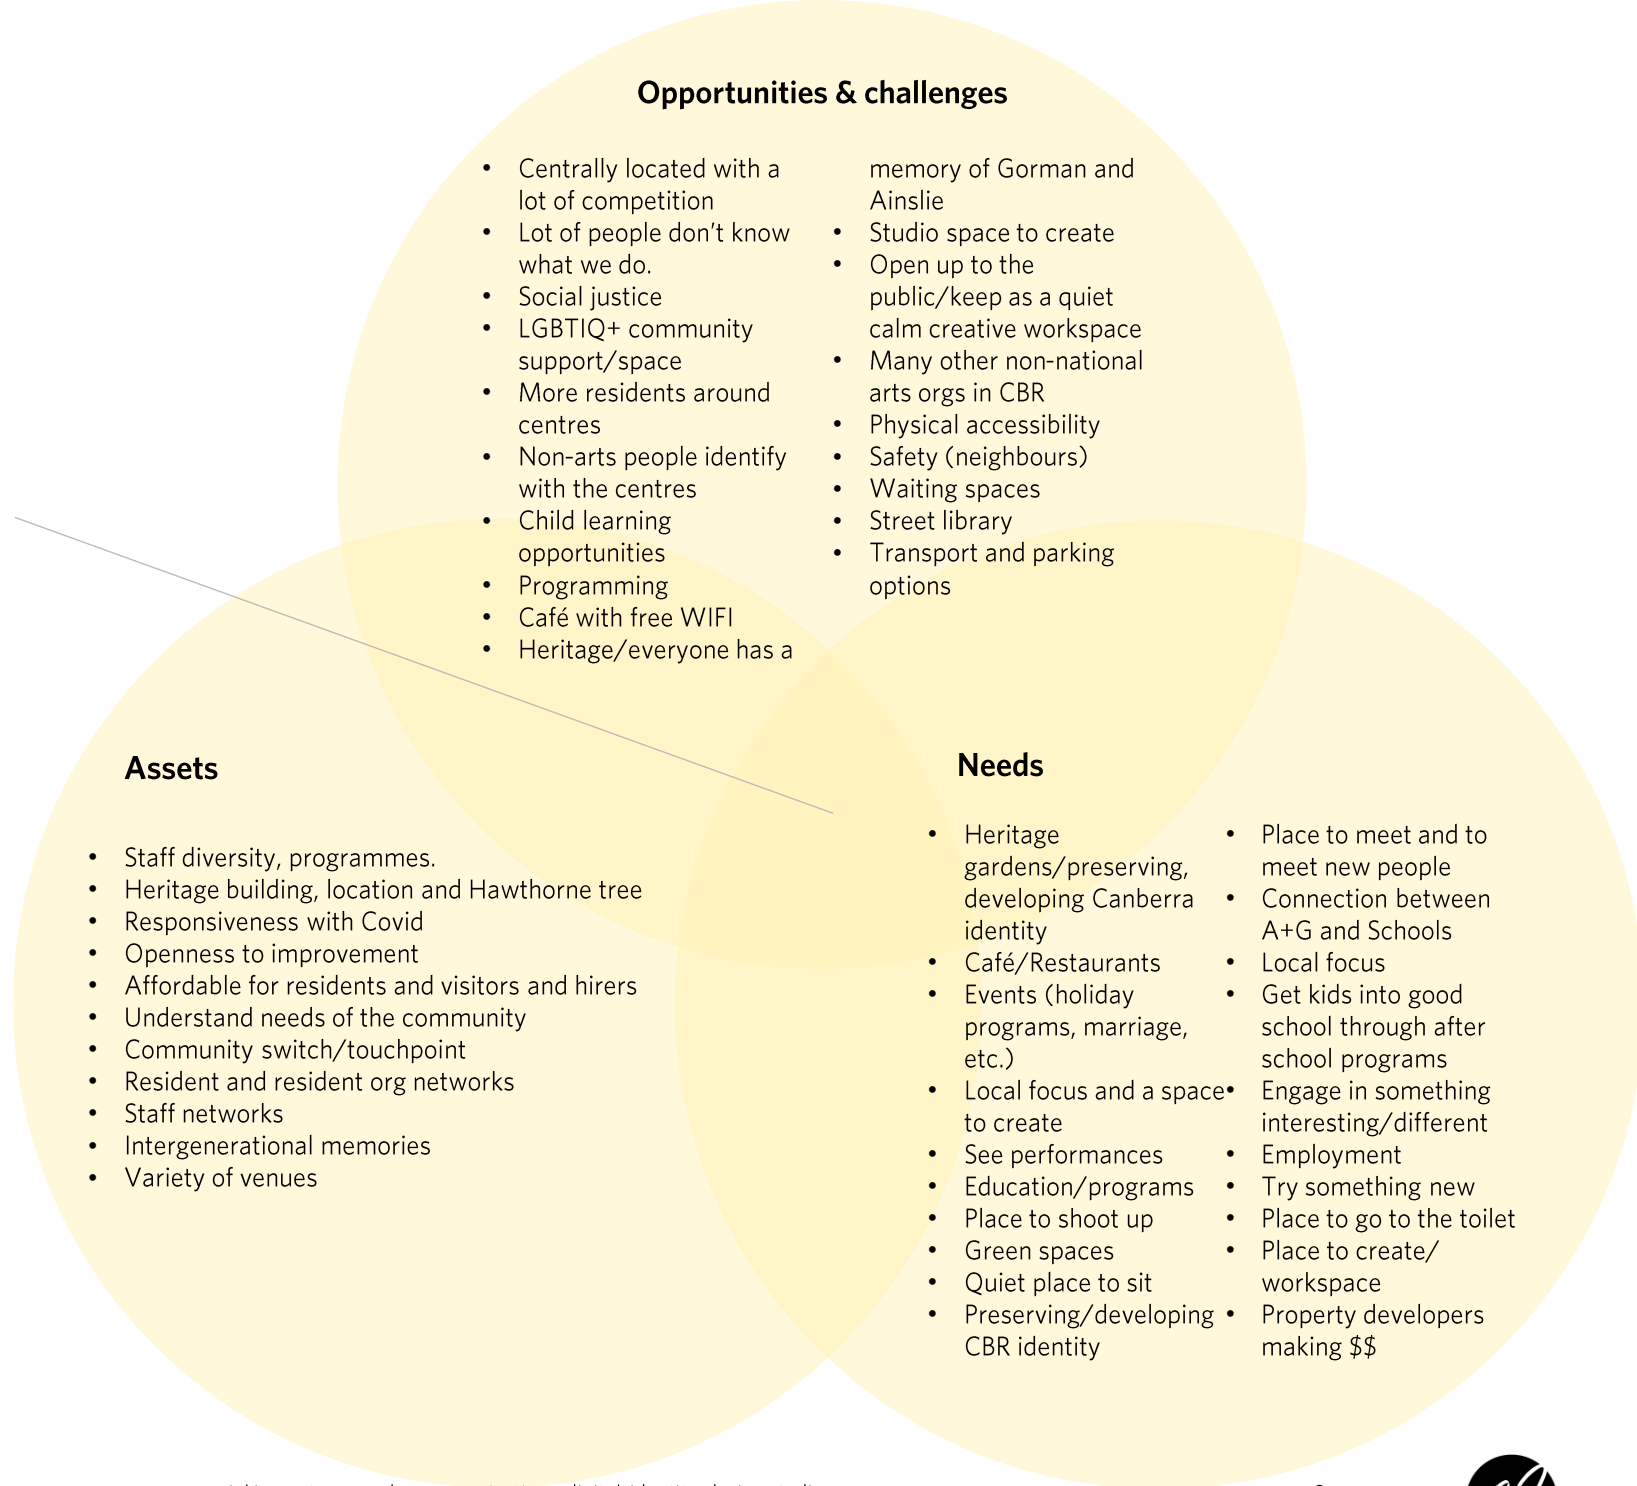 Opportunities & challenges
• Centrally located with a
lot of competition
• Lot of people don't know
what we do.
• Social justice
• LGBTIQ+ community
support/space
• More residents around
centres
• Non-arts people identify
with the centres
• Child learning
opportunities
• Programming
• Café with free WIFI
• Heritage/everyone has a
memory of Gorman and
Ainslie
• Studio space to create
• Open up to the
public/keep as a quiet
calm creative workspace
• Many other non-national
arts orgs in CBR
• Physical accessibility
• Safety (neighbours)
• Waiting spaces
• Street library
• Transport and parking
options
Assets
• Staff diversity, programmes.
• Heritage building, location and Hawthorne tree
• Responsiveness with Covid
• Openness to improvement
• Affordable for residents and visitors and hirers
• Understand needs of the community
• Community switch/touchpoint
• Resident and resident org networks
• Staff networks
• Intergenerational memories
• Variety of venues
Needs
• Heritage
gardens/preserving,
developing Canberra
identity
• Café/Restaurants
• Events (holiday
programs, marriage,
etc.)
• Local focus and a space
to create
• See performances
• Education/programs
• Place to shoot up
• Green spaces
• Quiet place to sit
• Preserving/developing
CBR identity
• Place to meet and to
meet new people
• Connection between
A+G and Schools
• Local focus
• Get kids into good
school through after
school programs
• Engage in something
interesting/different
• Employment
• Try something new
• Place to go to the toilet
• Place to create/
workspace
• Property developers
making $$